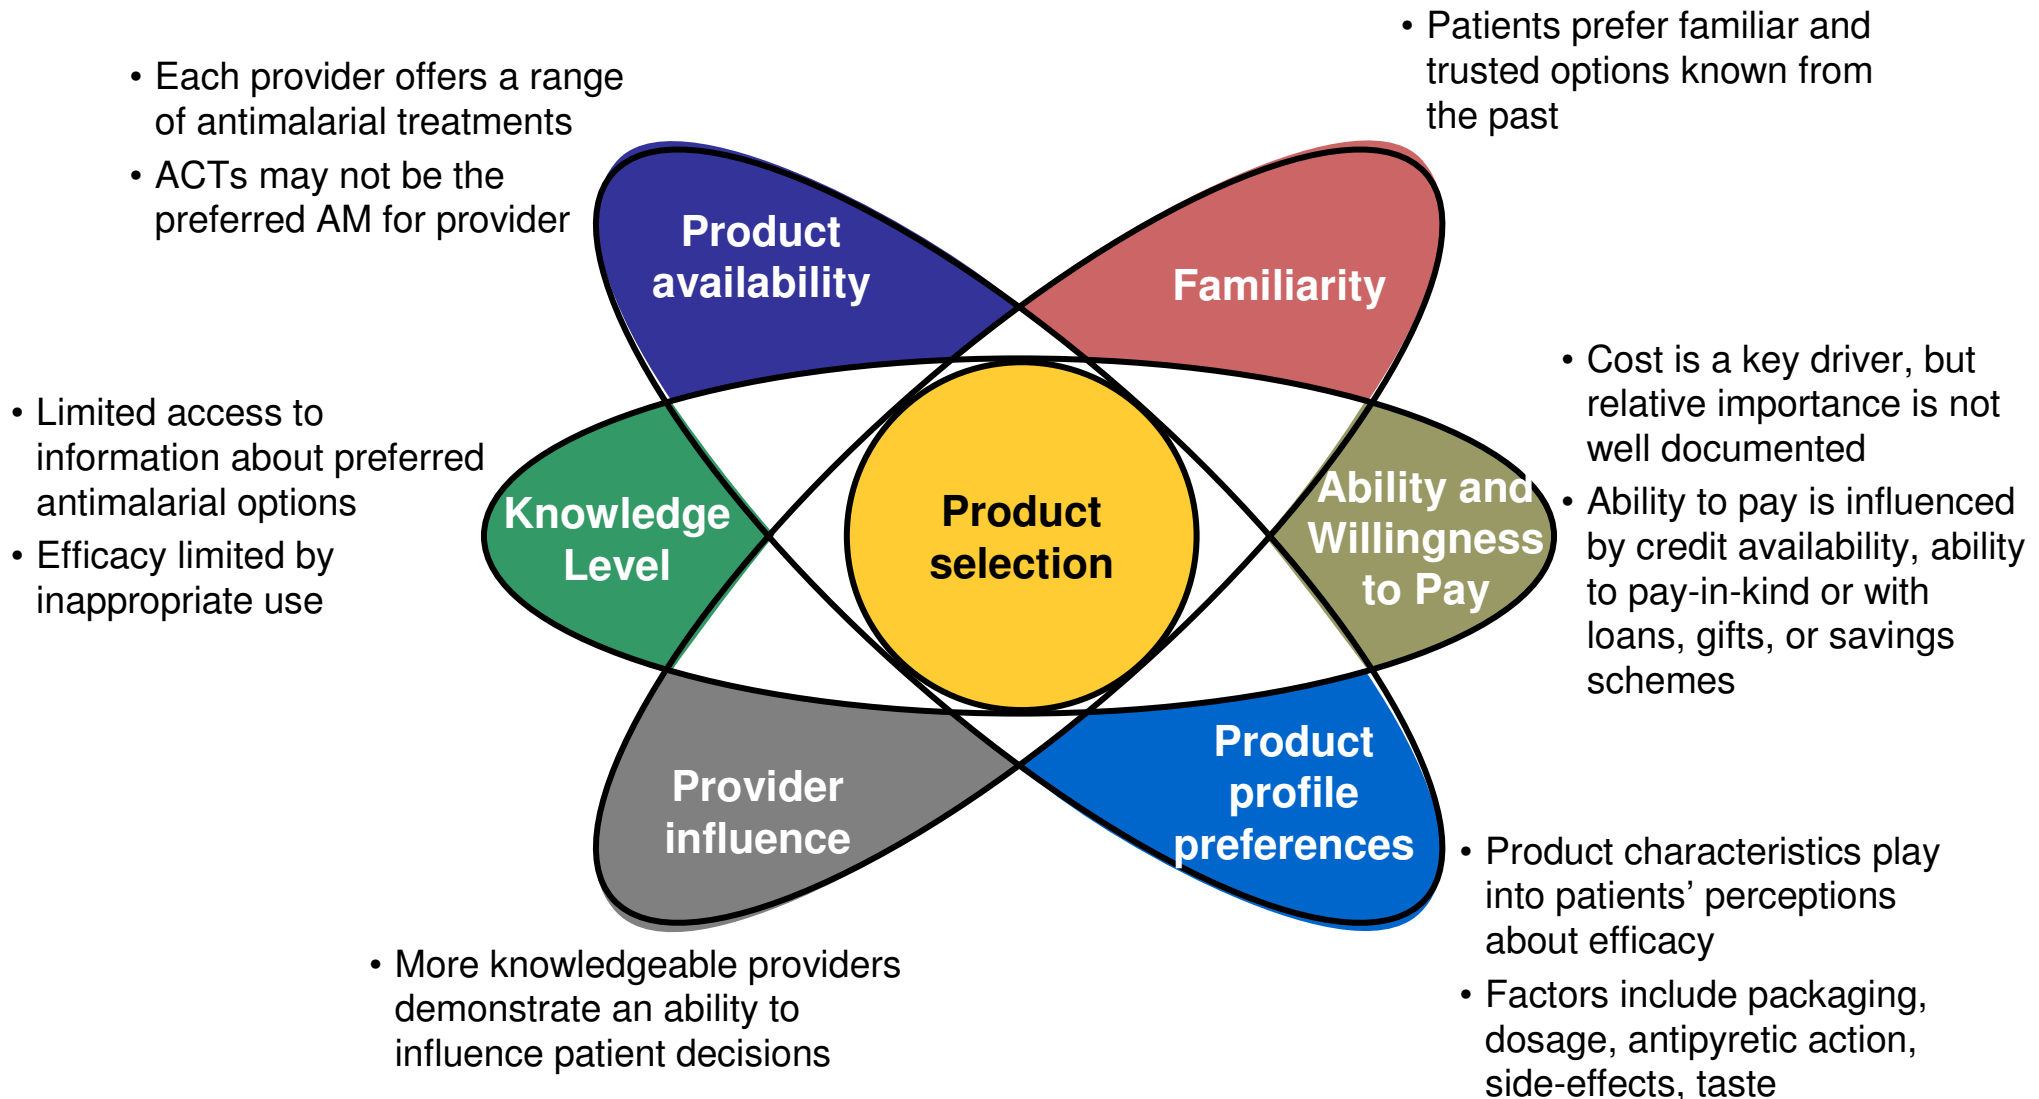 • Each provider offers a range
of antimalarial treatments
• ACTs may not be the
preferred AM for provider
• Patients prefer familiar and
trusted options known from
the past
Product
availability
Familiarity
• Limited access to
information about preferred
antimalarial options
• Efficacy limited by
inappropriate use
Knowledge
Level
Product
selection
Ability and
Willingness
to Pay
• Cost is a key driver, but
relative importance is not
well documented
• Ability to pay is influenced
by credit availability, ability
to pay-in-kind or with
loans, gifts, or savings
schemes
Provider
influence
Product
profile
preferences
• More knowledgeable providers
demonstrate an ability to
influence patient decisions
• Product characteristics play
into patients’ perceptions
about efficacy
• Factors include packaging,
dosage, antipyretic action,
side-effects, taste